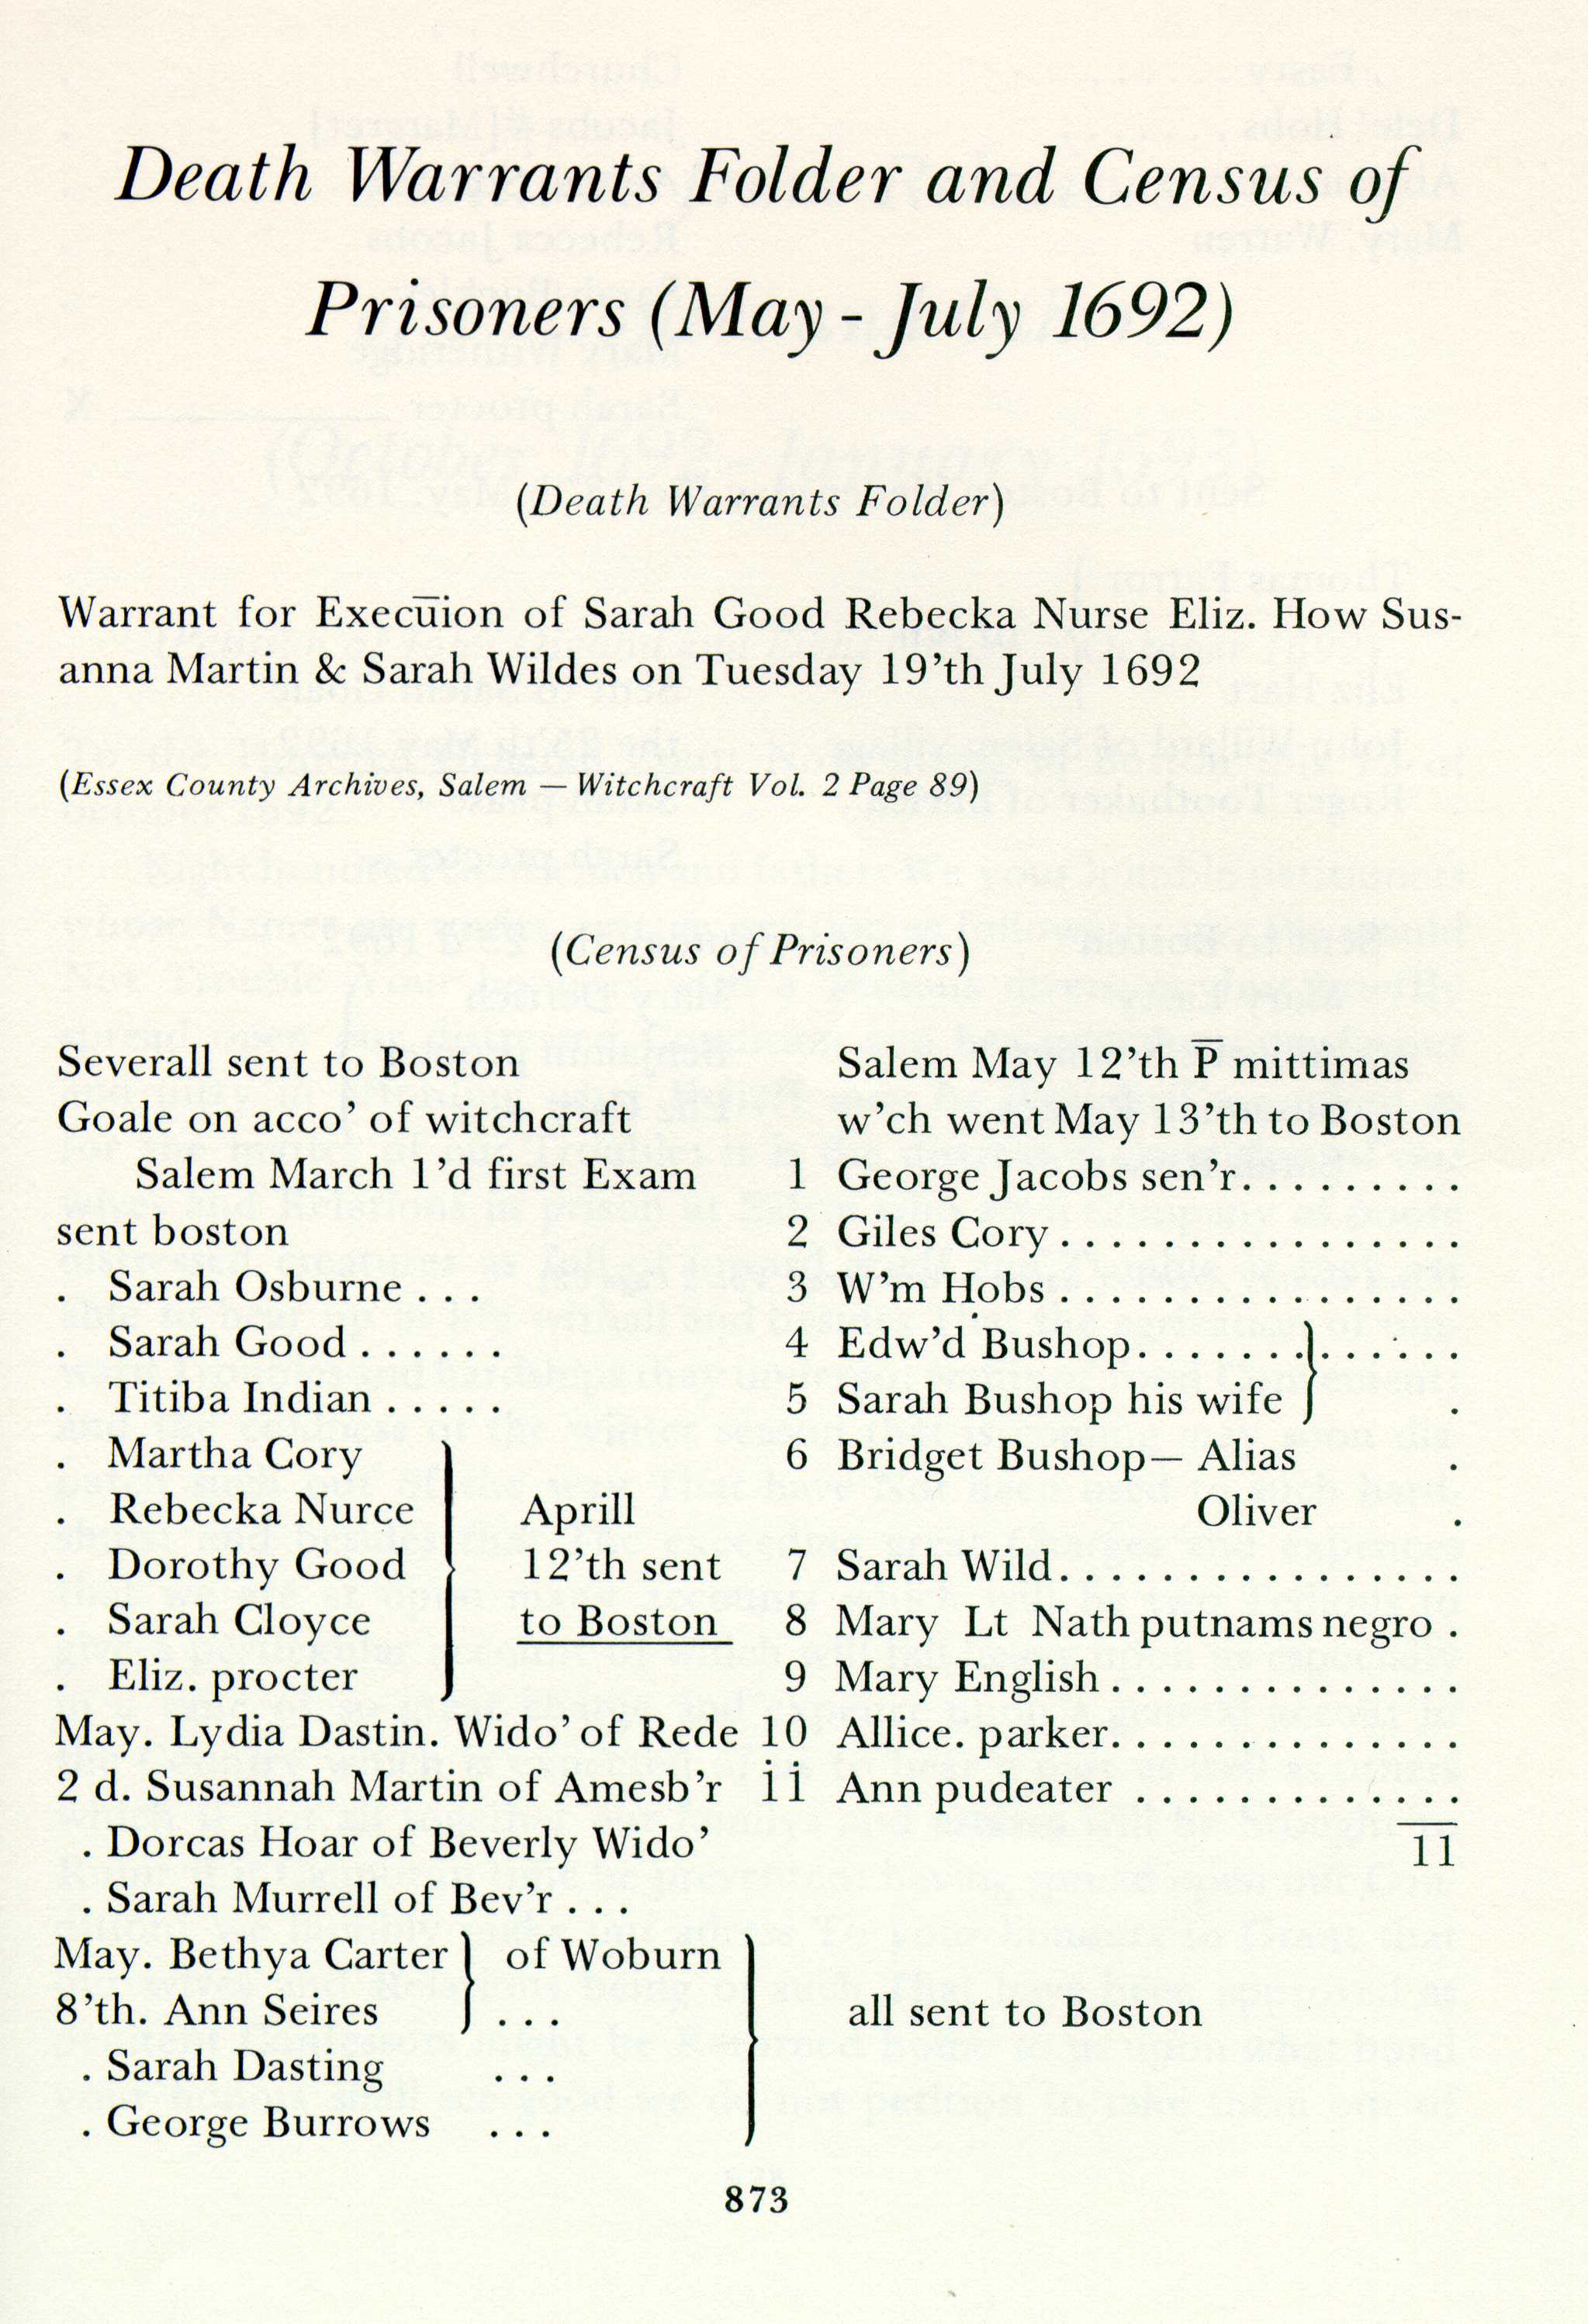 Death Warrants Folder and Census of
Prisoners (May - July 1692)
(Death Warrants Folder)
Warrant for Execūion of Sarah Good Rebecka Nurse Eliz. How Sus-
anna Martin & Sarah Wildes on Tuesday 19'th July 1692
(Essex County Archives, Salem — Witchcraft Vol. 2 Page 89)
(Census of Prisoners)
Severall sent to Boston
Goale on acco' of witchcraft
Salem March 1'd first Exam
sent boston
. Sarah Osburne . . .
. Sarah Good . . . . . .
. Titiba Indian . . . . .
. Martha Cory
. Rebecka Nurce } Aprill
. Dorothy Good 12'th sent
. Sarah Cloyce to Boston
. Eliz. procter
May. Lydia Dastin. Wido' of Rede
2 d. Susannah Martin of Amesb'r
. Dorcas Hoar of Beverly Wido'
. Sarah Murrell of Bev'r . . .
May. Bethya Carter } of Woburn
8'th. Ann Seires . . .
. Sarah Dasting . . .
. George Burrows . . .
} all sent to Boston
Salem May 12'th P̅ mittimas
w'ch went May 13'th to Boston
1 George Jacobs sen'r. . . . . . . . .
2 Giles Cory . . . . . . . . . . . . . . . .
3 W'm Hobs . . . . . . . . . . . . . . . .
4 Edw'd Bushop. . . . . . . } . . . . . .
5 Sarah Bushop his wife .
6 Bridget Bushop— Alias .
Oliver .
7 Sarah Wild. . . . . . . . . . . . . . . .
8 Mary Lt Nath putnams negro .
9 Mary English . . . . . . . . . . . . . .
10 Allice. parker. . . . . . . . . . . . . .
11 Ann pudeater . . . . . . . . . . . . .
11
873